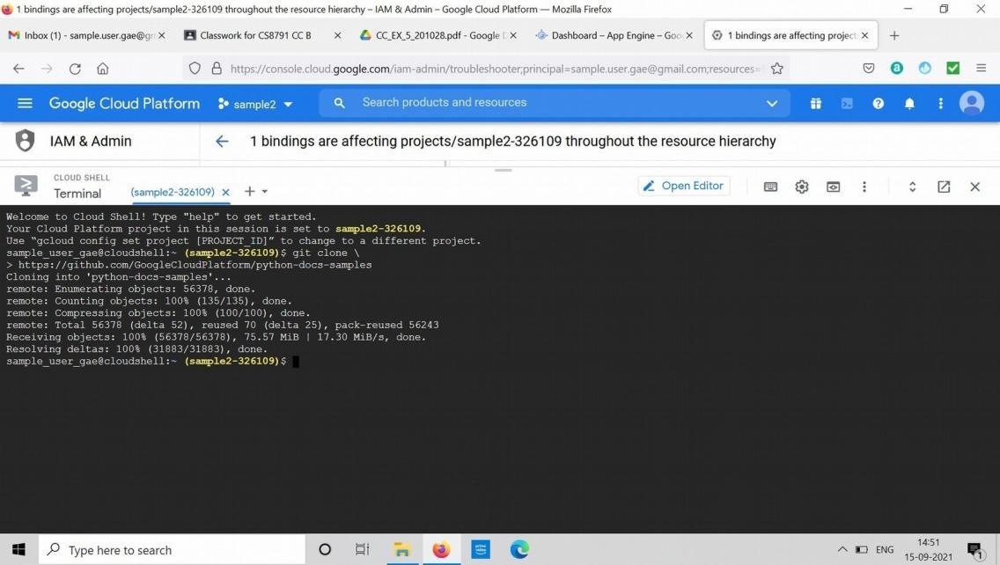 1 bindings are affecting projects/sample2-326109 throughout the resource hierarchy – IAM & Admin – Google Cloud Platform — Mozilla Firefox
Inbox (1) - sample.user.gae@gm
Classwork for CS8791 CC B
CC_EX_5_201028.pdf - Google D
Dashboard – App Engine – Goo
1 bindings are affecting project
https://console.cloud.google.com/iam-admin/troubleshooter;principal=sample.user.gae@gmail.com;resources=
Google Cloud Platform
sample2
Search products and resources
IAM & Admin
1 bindings are affecting projects/sample2-326109 throughout the resource hierarchy
CLOUD SHELL
Terminal
(sample2-326109)
Open Editor
Welcome to Cloud Shell! Type "help" to get started.
Your Cloud Platform project in this session is set to sample2-326109.
Use “gcloud config set project [PROJECT_ID]” to change to a different project.
sample_user_gae@cloudshell:~ (sample2-326109)$ git clone \
> https://github.com/GoogleCloudPlatform/python-docs-samples
Cloning into 'python-docs-samples'...
remote: Enumerating objects: 56378, done.
remote: Counting objects: 100% (135/135), done.
remote: Compressing objects: 100% (100/100), done.
remote: Total 56378 (delta 52), reused 70 (delta 25), pack-reused 56243
Receiving objects: 100% (56378/56378), 75.57 MiB | 17.30 MiB/s, done.
Resolving deltas: 100% (31883/31883), done.
sample_user_gae@cloudshell:~ (sample2-326109)$
Type here to search
prime video
ENG
14:51
15-09-2021
1